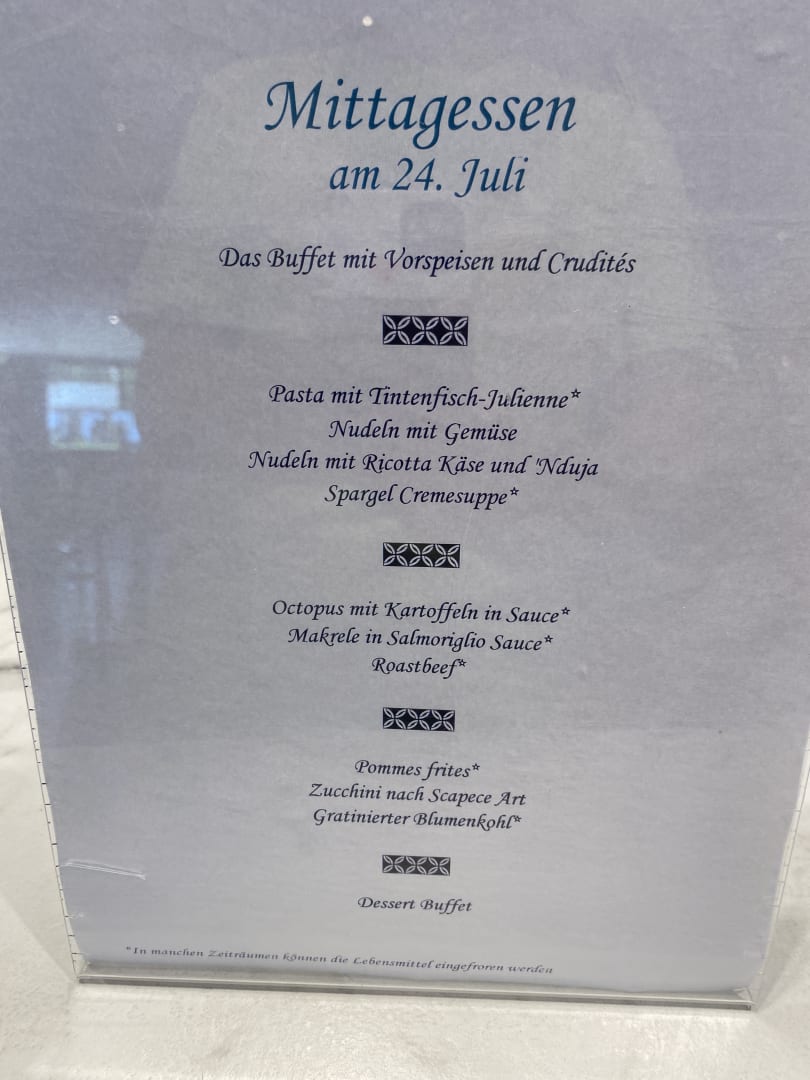 Mittagessen
am 24. Juli
Das Buffet mit Vorspeisen und Crudités
Pasta mit Tintenfisch-Julienne*
Nudeln mit Gemüse
Nudeln mit Ricotta Käse und 'Nduja
Spargel Cremesuppe*
Octopus mit Kartoffeln in Sauce*
Makrele in Salmoriglio Sauce*
Roastbeef*
Pommes frites*
Zucchini nach Scapece Art
Gratinierter Blumenkohl*
Dessert Buffet
*In manchen Zeiträumen können die Lebensmittel eingefroren werden